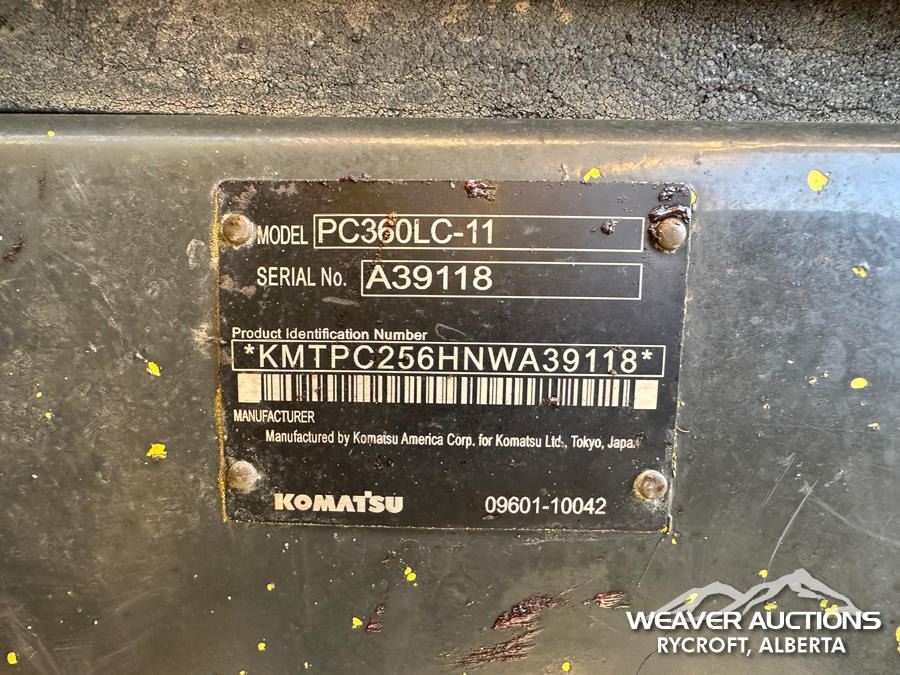 MODEL PC360LC-11
SERIAL No. A39118
Product Identification Number
*KMTPC256HNWA39118*
MANUFACTURER
Manufactured by Komatsu America Corp. for Komatsu Ltd., Tokyo, Japan
KOMATSU 09601-10042
WEAVER AUCTIONS
RYCROFT, ALBERTA